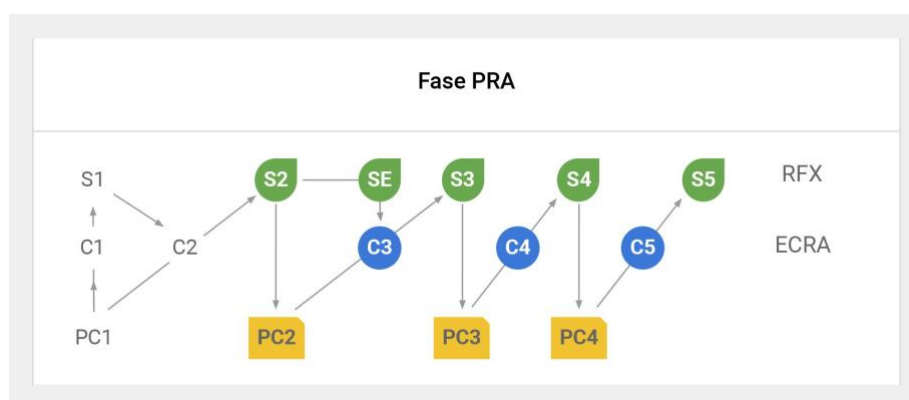 Fase PRA
S1 S2 SE S3 S4 S5 RFX
C1 C2 C3 C4 C5 ECRA
PC1 PC2 PC3 PC4